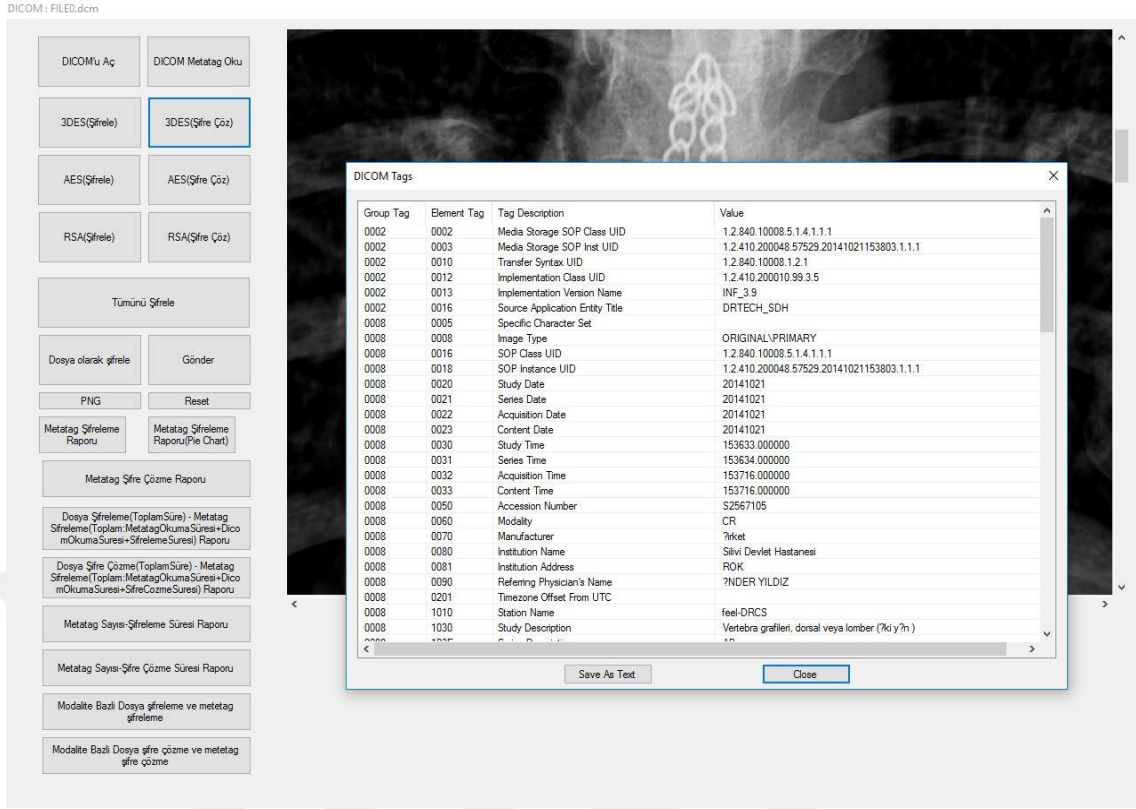 DICOM : FILE0.dcm
DICOM'u Aç
DICOM Metatag Oku
3DES(Şifrele)
3DES(Şifre Çöz)
AES(Şifrele)
AES(Şifre Çöz)
RSA(Şifrele)
RSA(Şifre Çöz)
Tümünü Şifrele
Dosya olarak şifrele
Gönder
PNG
Reset
Metatag Şifreleme
Raporu
Metatag Şifreleme
Raporu(Pie Chart)
Metatag Şifre Çözme Raporu
Dosya Şifreleme(ToplamSüre) - Metatag
Sifreleme(Toplam:MetatagOkumaSüresi+Dico
mOkumaSuresi+SifrelemeSuresi) Raporu
Dosya Şifre Çözme(ToplamSüre) - Metatag
Sifreleme(Toplam:MetatagOkumaSüresi+Dico
mOkumaSuresi+SifreCozmeSuresi) Raporu
Metatag Sayısı-Şifreleme Süresi Raporu
Metatag Sayısı-Şifre Çözme Süresi Raporu
Modalite Bazli Dosya şifreleme ve metetag
şifreleme
Modalite Bazli Dosya şifre çözme ve metetag
şifre çözme
DICOM Tags
Group Tag Element Tag Tag Description Value
0002 0002 Media Storage SOP Class UID 1.2.840.10008.5.1.4.1.1.1
0002 0003 Media Storage SOP Inst UID 1.2.410.200048.57529.20141021153803.1.1.1
0002 0010 Transfer Syntax UID 1.2.840.10008.1.2.1
0002 0012 Implementation Class UID 1.2.410.200010.99.3.5
0002 0013 Implementation Version Name INF_3.9
0002 0016 Source Application Entity Title DRTECH_SDH
0008 0005 Specific Character Set
0008 0008 Image Type ORIGINAL\PRIMARY
0008 0016 SOP Class UID 1.2.840.10008.5.1.4.1.1.1
0008 0018 SOP Instance UID 1.2.410.200048.57529.20141021153803.1.1.1
0008 0020 Study Date 20141021
0008 0021 Series Date 20141021
0008 0022 Acquisition Date 20141021
0008 0023 Content Date 20141021
0008 0030 Study Time 153633.000000
0008 0031 Series Time 153634.000000
0008 0032 Acquisition Time 153716.000000
0008 0033 Content Time 153716.000000
0008 0050 Accession Number S2567105
0008 0060 Modality CR
0008 0070 Manufacturer ?irket
0008 0080 Institution Name Silivi Devlet Hastanesi
0008 0081 Institution Address ROK
0008 0090 Referring Physician's Name ?NDER YILDIZ
0008 0201 Timezone Offset From UTC
0008 1010 Station Name feel-DRCS
0008 1030 Study Description Vertebra grafileri, dorsal veya lomber (?ki y?n )
Save As Text
Close